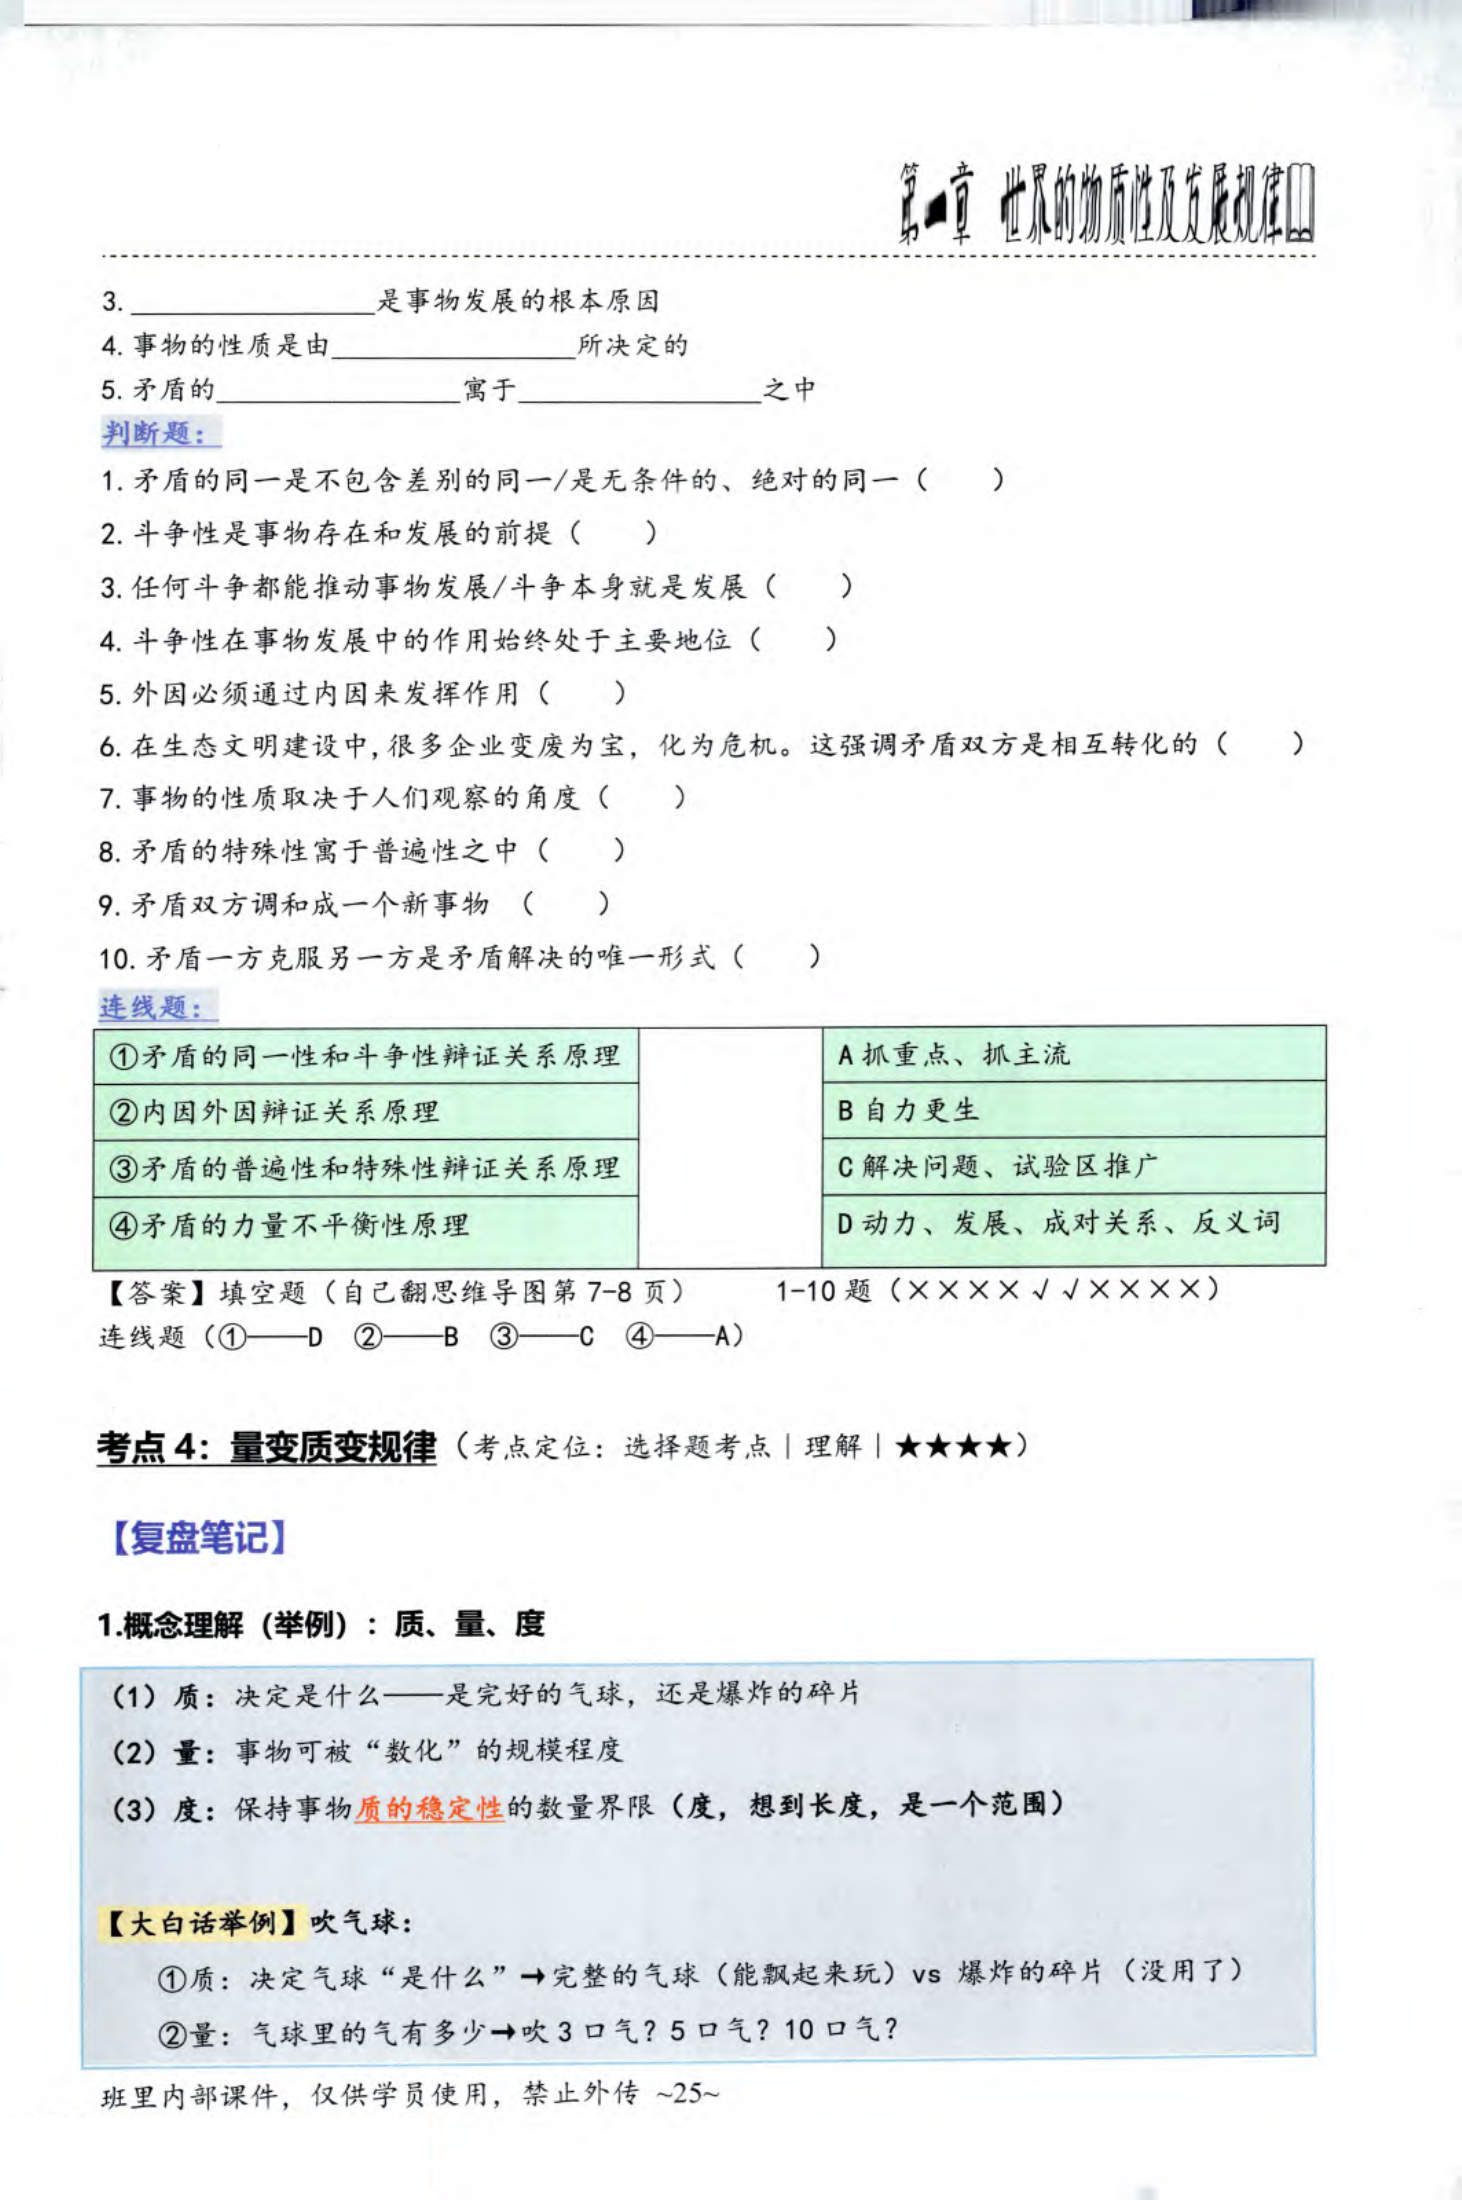 第一章 世界的物质性及发展规律
3.________是事物发展的根本原因
4.事物的性质是由________所决定的
5.矛盾的________寓于________之中
判断题：
1.矛盾的同一是不包含差别的同一/是无条件的、绝对的同一（　　）
2.斗争性是事物存在和发展的前提（　　）
3.任何斗争都能推动事物发展/斗争本身就是发展（　　）
4.斗争性在事物发展中的作用始终处于主要地位（　　）
5.外因必须通过内因来发挥作用（　　）
6.在生态文明建设中,很多企业变废为宝，化为危机。这强调矛盾双方是相互转化的（　　）
7.事物的性质取决于人们观察的角度（　　）
8.矛盾的特殊性寓于普遍性之中（　　）
9.矛盾双方调和成一个新事物 （　　）
10.矛盾一方克服另一方是矛盾解决的唯一形式（　　）
连线题：
①矛盾的同一性和斗争性辩证关系原理 A 抓重点、抓主流
②内因外因辩证关系原理 B 自力更生
③矛盾的普遍性和特殊性辩证关系原理 C 解决问题、试验区推广
④矛盾的力量不平衡性原理 D 动力、发展、成对关系、反义词
【答案】填空题（自己翻思维导图第 7-8 页） 1-10 题（××××√√××××）
连线题（①——D ②——B ③——C ④——A）
考点 4：量变质变规律（考点定位：选择题考点｜理解｜★★★★）
【复盘笔记】
1.概念理解（举例）：质、量、度
（1）质：决定是什么——是完好的气球，还是爆炸的碎片
（2）量：事物可被“数化”的规模程度
（3）度：保持事物质的稳定性的数量界限（度，想到长度，是一个范围）
【大白话举例】吹气球：
①质：决定气球“是什么”→完整的气球（能飘起来玩）vs 爆炸的碎片（没用了）
②量：气球里的气有多少→吹 3 口气？5 口气？10 口气？
班里内部课件，仅供学员使用，禁止外传 ~25~